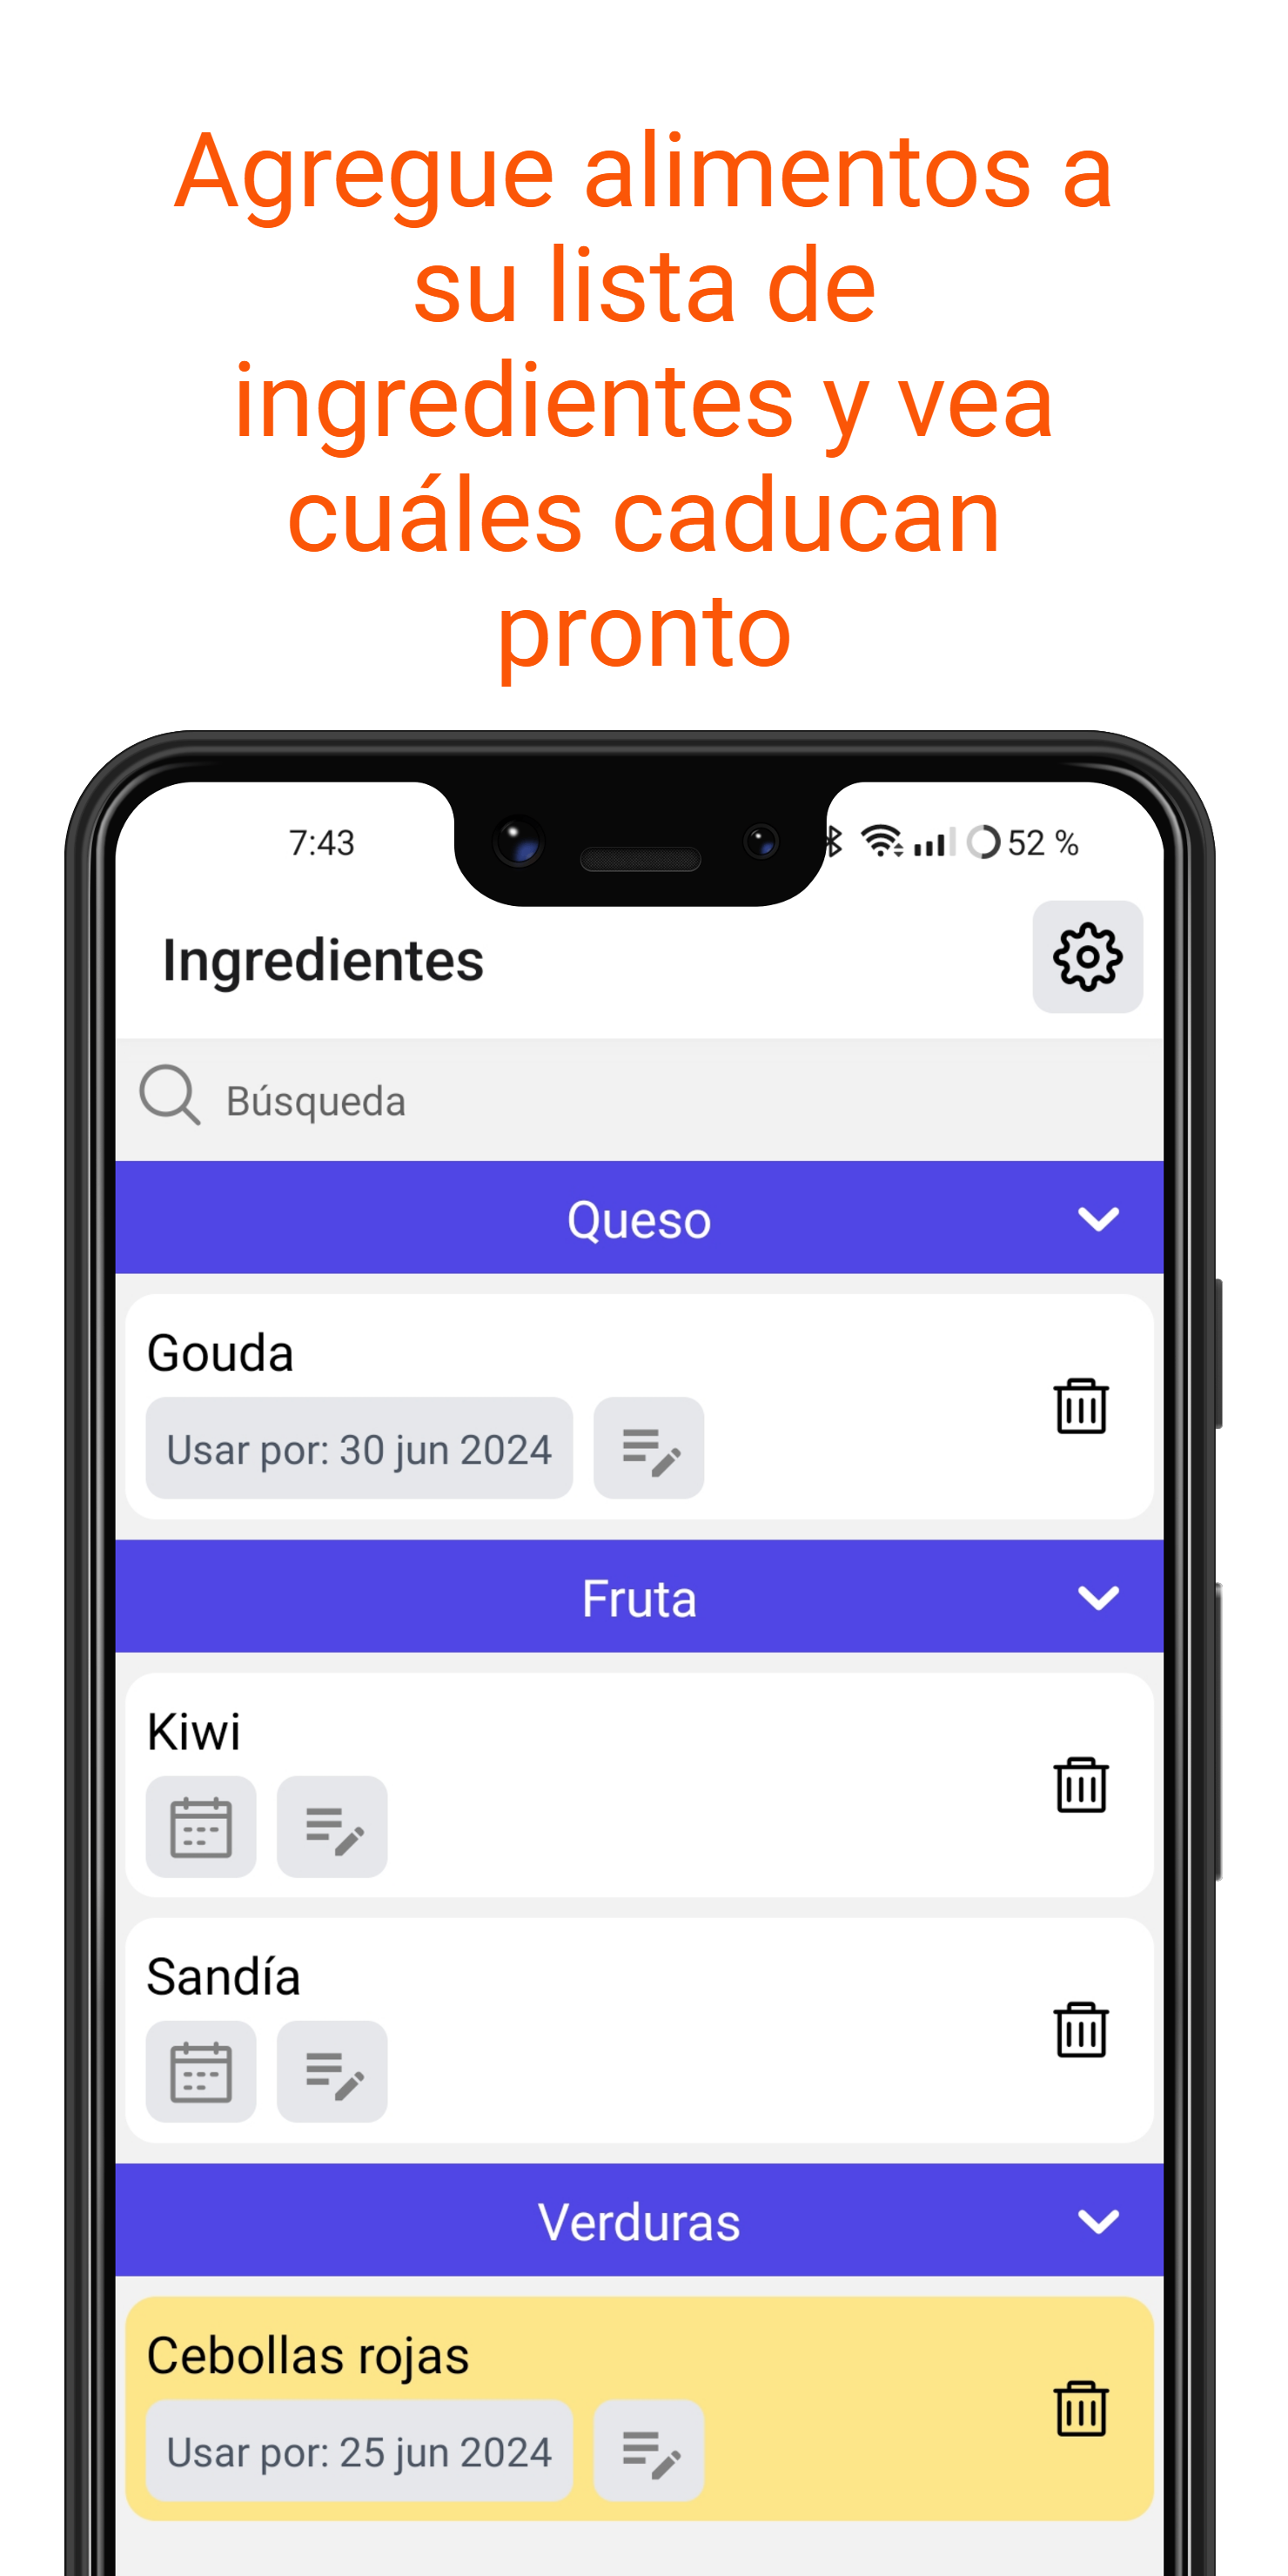 Agregue alimentos a
su lista de
ingredientes y vea
cuáles caducan
pronto
7:43
52 %
Ingredientes
Búsqueda
Queso
Gouda
Usar por: 30 jun 2024
Fruta
Kiwi
Sandía
Verduras
Cebollas rojas
Usar por: 25 jun 2024